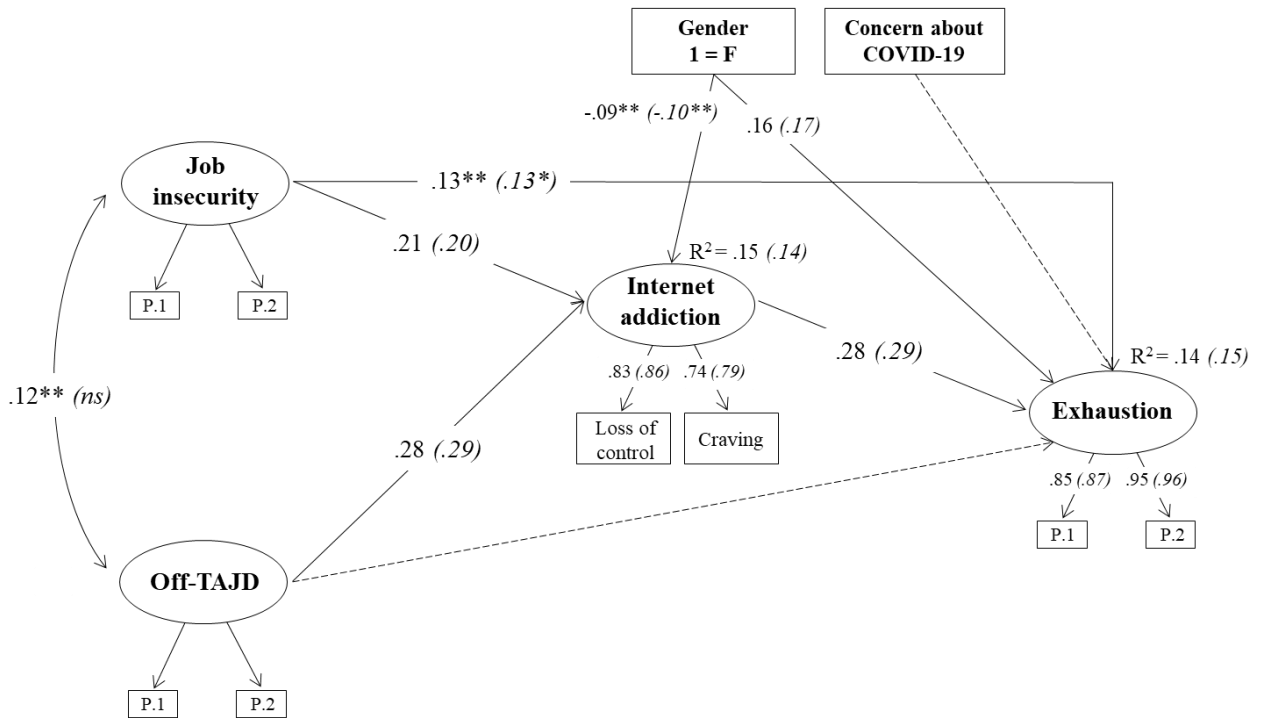 Gender
1 = F
Concern about
COVID-19
-.09** (-.10**)
.16 (.17)
Job
insecurity
.13** (.13*)
.21 (.20)
R² = .15 (.14)
P.1
P.2
Internet
addiction
.28 (.29)
R² = .14 (.15)
.83 (.86)
.74 (.79)
.12** (ns)
Exhaustion
Loss of
control
Craving
.28 (.29)
.85 (.87)
.95 (.96)
P.1
P.2
Off-TAJD
P.1
P.2